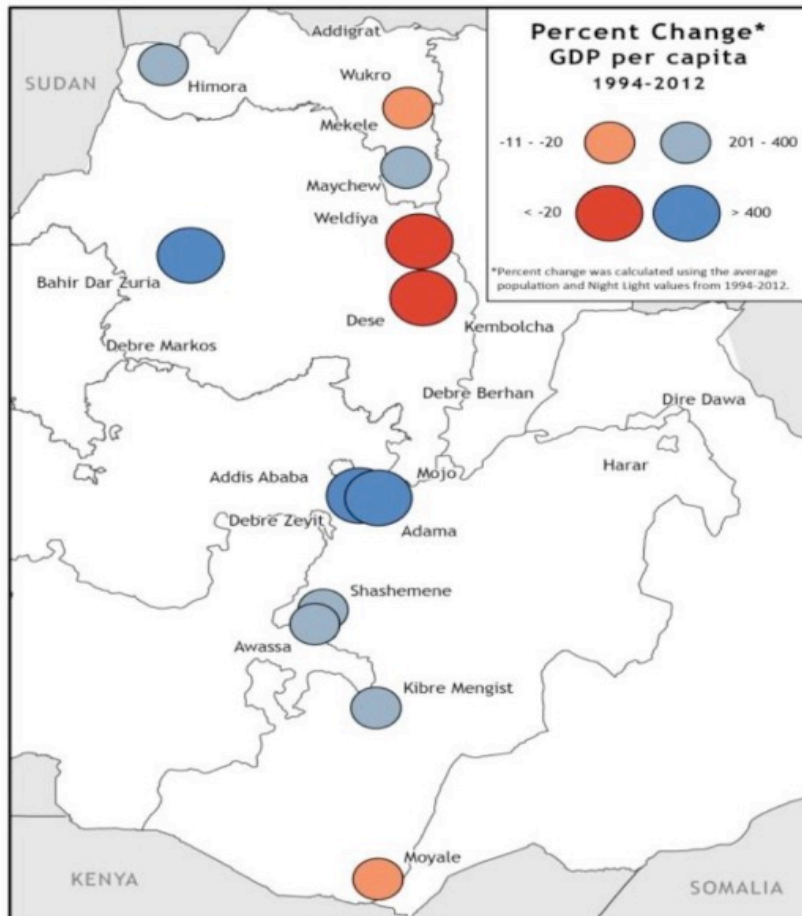 Percent Change*
GDP per capita
1994-2012
-11 - -20
201 - 400
< -20
> 400
*Percent change was calculated using the average
population and Night Light values from 1994-2012.
Addigrat
SUDAN
Himora
Wukro
Mekele
Maychew
Weldiya
Bahir Dar Zuria
Dese
Kembolcha
Debre Markos
Debre Berhan
Dire Dawa
Addis Ababa
Mojo
Harar
Debre Zeyit
Adama
Shashemene
Awassa
Kibre Mengist
Moyale
KENYA
SOMALIA